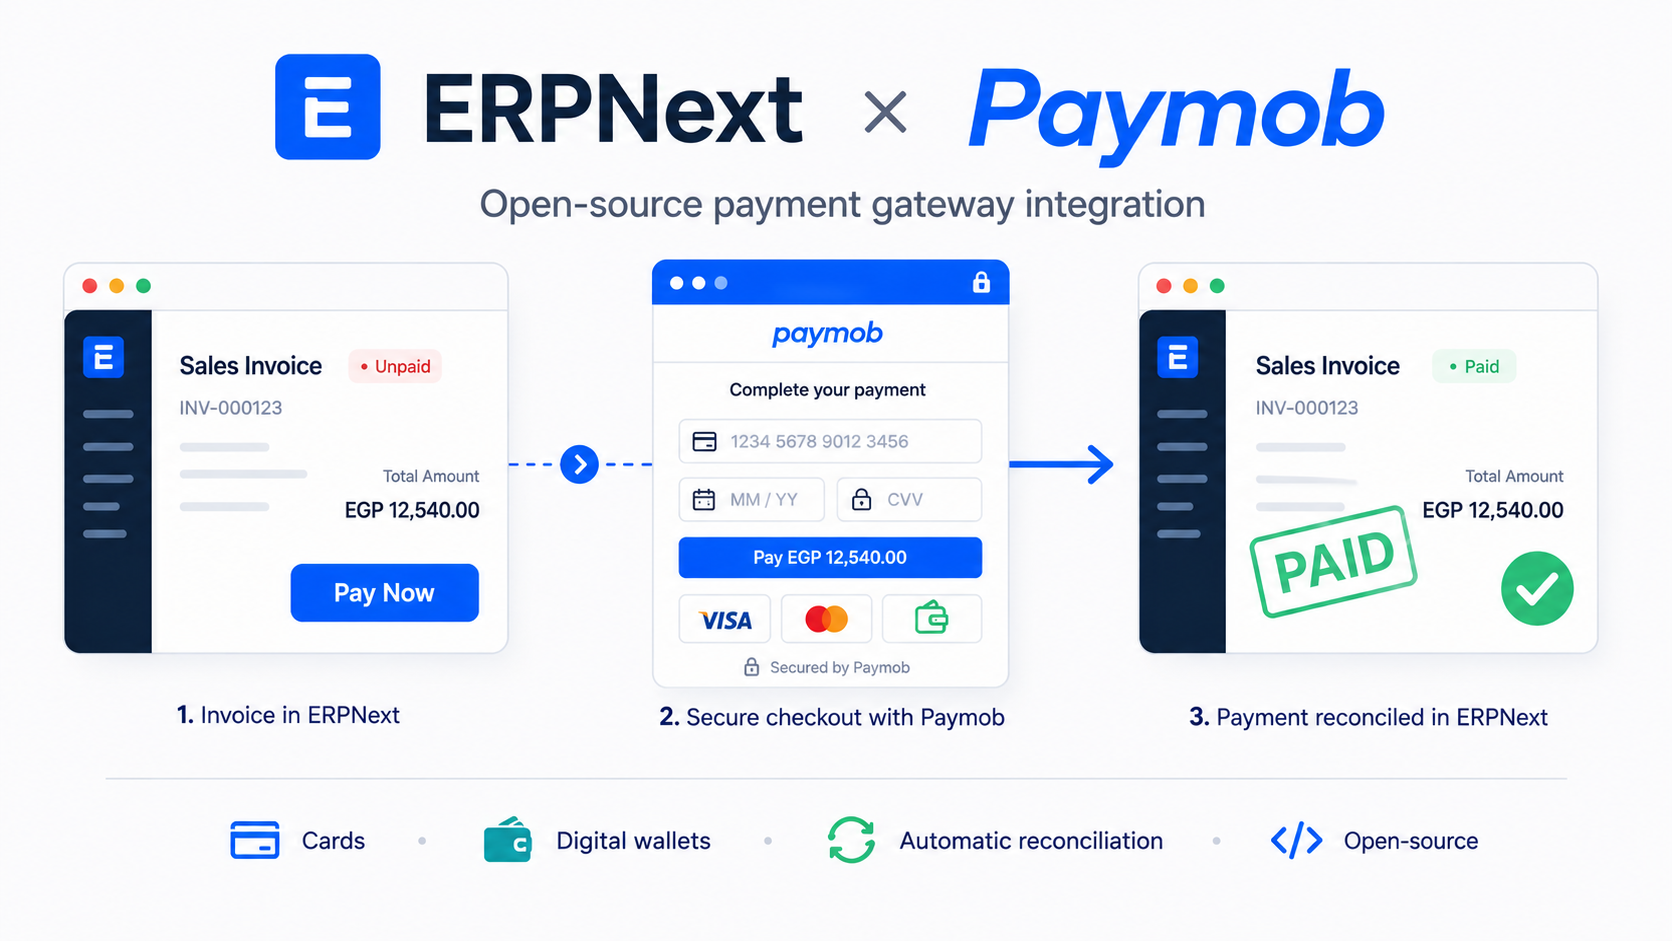 E ERPNext × Paymob
Open-source payment gateway integration
E
Sales Invoice
• Unpaid
INV-000123
Total Amount
EGP 12,540.00
Pay Now
1. Invoice in ERPNext
paymob
Complete your payment
1234 5678 9012 3456
MM / YY
CVV
Pay EGP 12,540.00
VISA
Secured by Paymob
2. Secure checkout with Paymob
E
Sales Invoice
• Paid
INV-000123
Total Amount
EGP 12,540.00
PAID
3. Payment reconciled in ERPNext
Cards • Digital wallets • Automatic reconciliation • </> Open-source